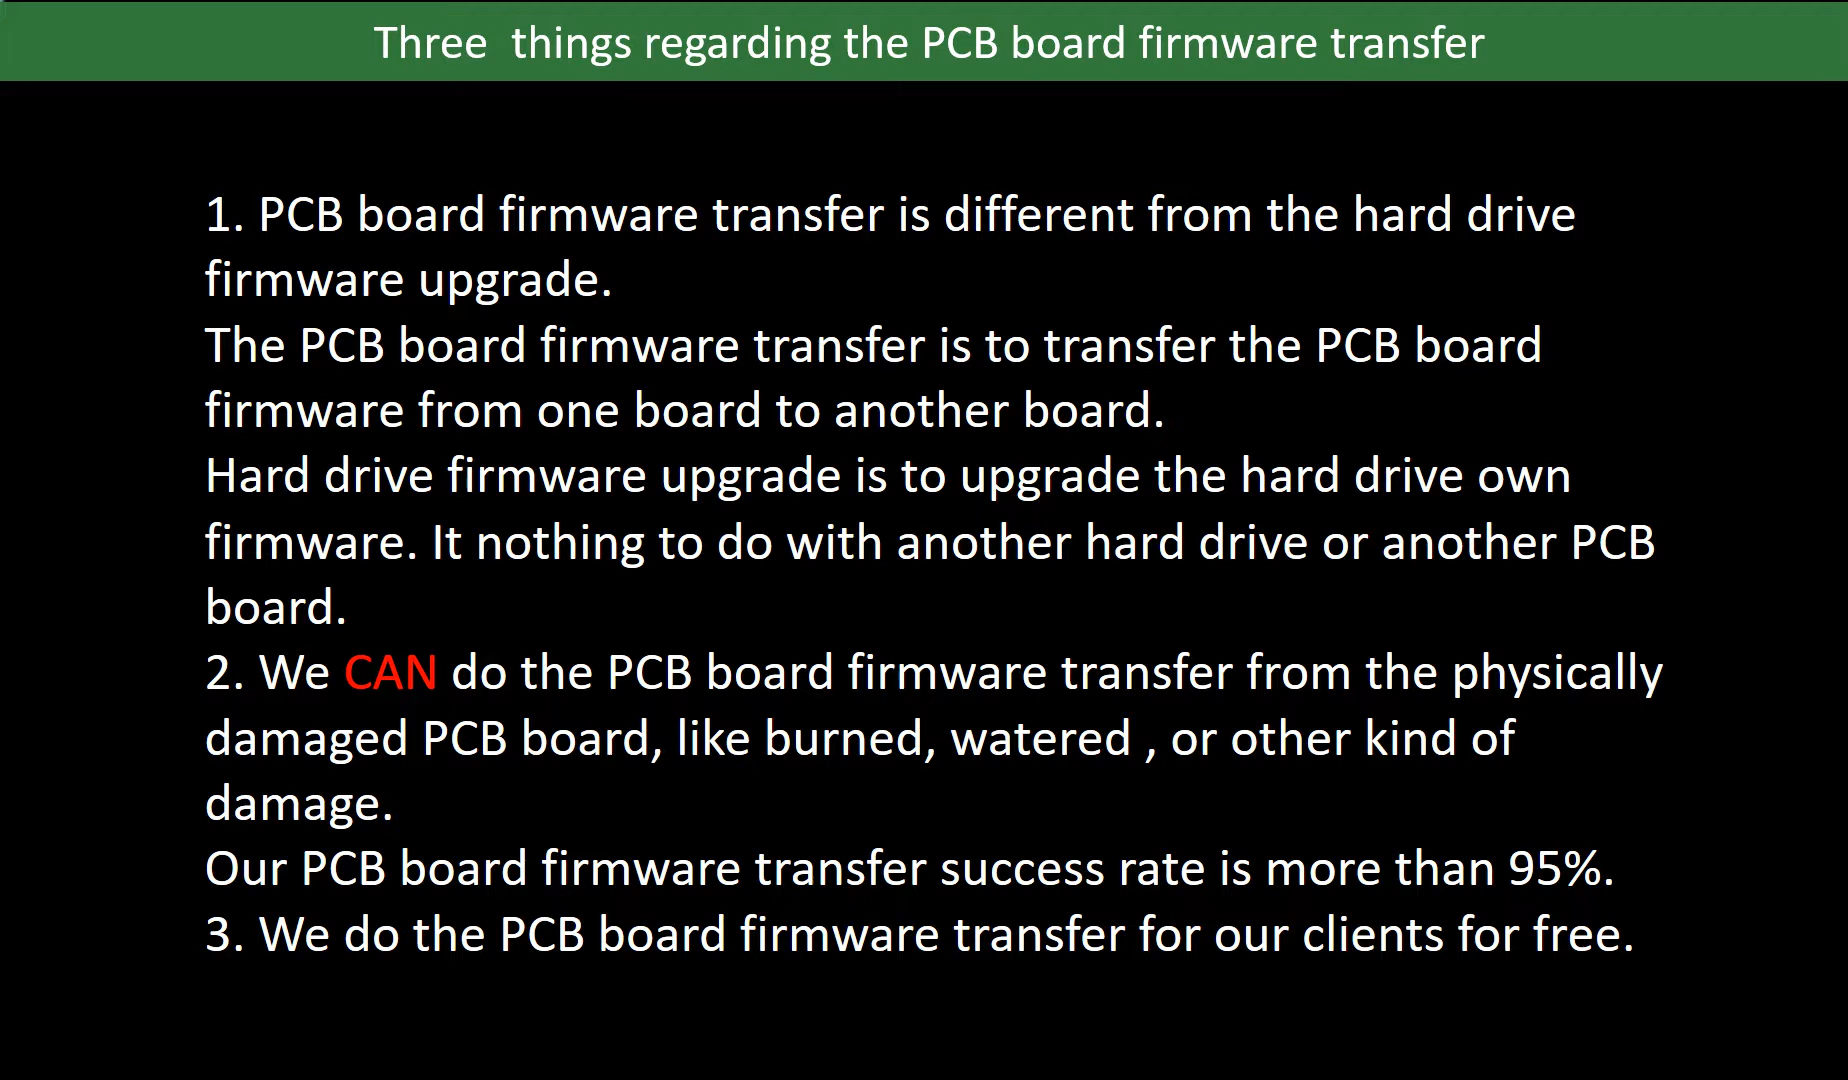 Three  things regarding the PCB board firmware transfer
1. PCB board firmware transfer is different from the hard drive
firmware upgrade.
The PCB board firmware transfer is to transfer the PCB board
firmware from one board to another board.
Hard drive firmware upgrade is to upgrade the hard drive own
firmware. It nothing to do with another hard drive or another PCB
board.
2. We CAN do the PCB board firmware transfer from the physically
damaged PCB board, like burned, watered , or other kind of
damage.
Our PCB board firmware transfer success rate is more than 95%.
3. We do the PCB board firmware transfer for our clients for free.